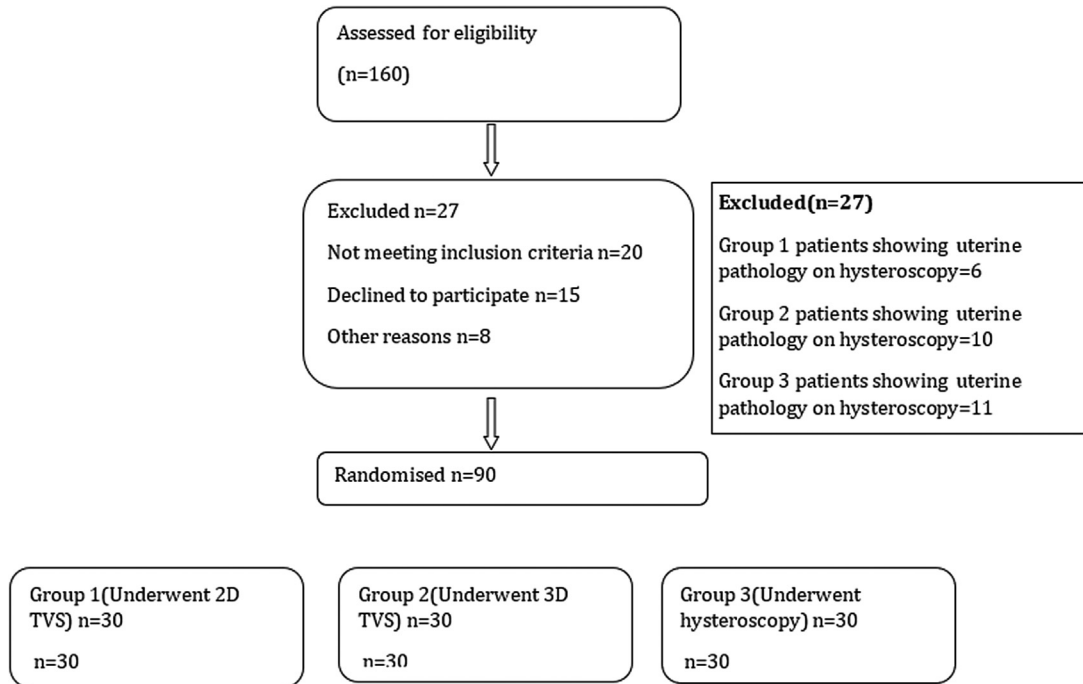 Assessed for eligibility
(n=160)
Excluded n=27
Not meeting inclusion criteria n=20
Declined to participate n=15
Other reasons n=8
Excluded(n=27)
Group 1 patients showing uterine
pathology on hysteroscopy=6
Group 2 patients showing uterine
pathology on hysteroscopy=10
Group 3 patients showing uterine
pathology on hysteroscopy=11
Randomised n=90
Group 1(Underwent 2D
TVS) n=30
n=30
Group 2(Underwent 3D
TVS) n=30
n=30
Group 3(Underwent
hysteroscopy) n=30
n=30